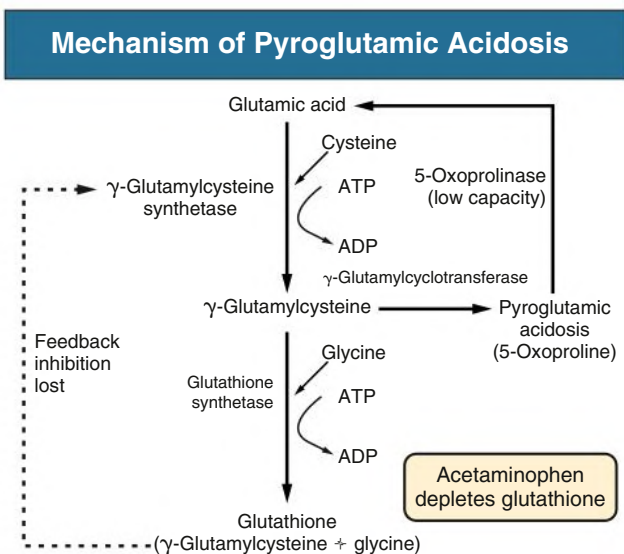 Mechanism of Pyroglutamic Acidosis
Glutamic acid
Cysteine
γ-Glutamylcysteine
synthetase
ATP
ADP
5-Oxoprolinase
(low capacity)
γ-Glutamylcyclotransferase
γ-Glutamylcysteine
Pyroglutamic
acidosis
(5-Oxoproline)
Feedback
inhibition
lost
Glycine
Glutathione
synthetase
ATP
ADP
Acetaminophen
depletes glutathione
Glutathione
(γ-Glutamylcysteine + glycine)